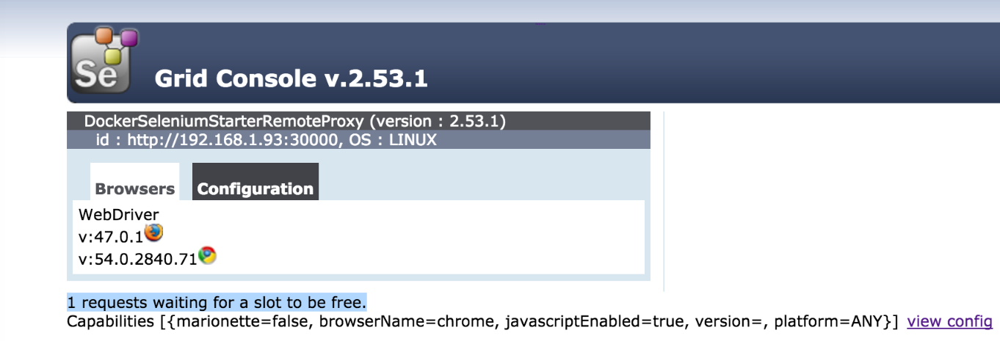 Se
Grid Console v.2.53.1
DockerSeleniumStarterRemoteProxy (version : 2.53.1)
id : http://192.168.1.93:30000, OS : LINUX
Browsers Configuration
WebDriver
v:47.0.1
v:54.0.2840.71
1 requests waiting for a slot to be free.
Capabilities [{marionette=false, browserName=chrome, javascriptEnabled=true, version=, platform=ANY}] view config